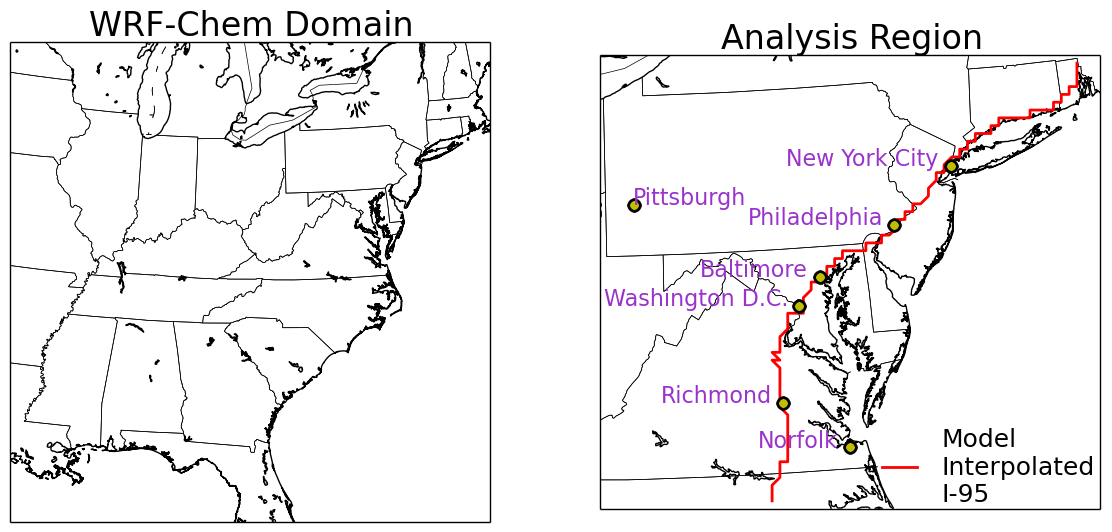 WRF-Chem Domain
Analysis Region
New York City
Pittsburgh
Philadelphia
Baltimore
Washington D.C.
Richmond
Norfolk
Model
Interpolated
I-95